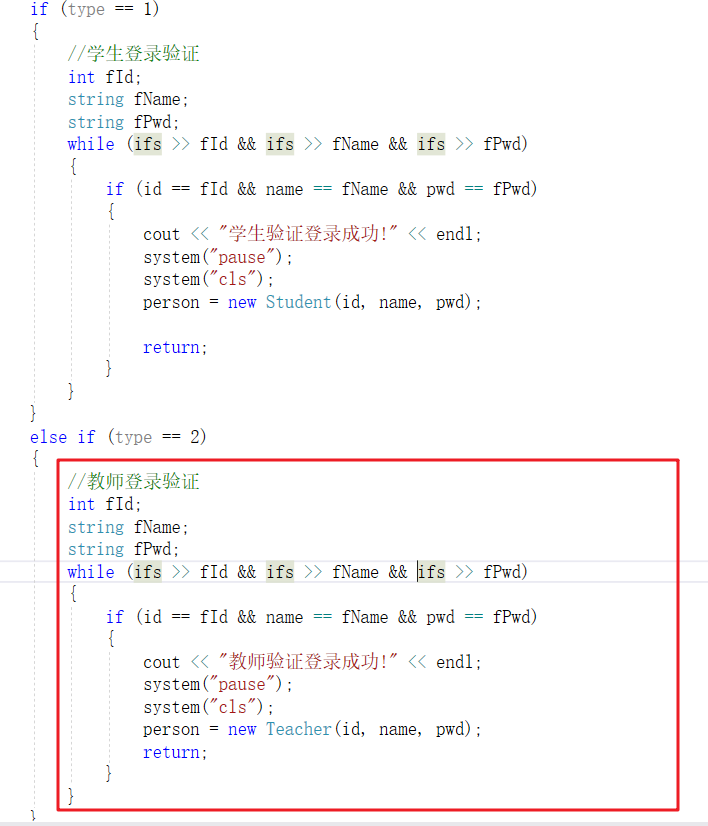 if (type == 1)
{
//学生登录验证
int fId;
string fName;
string fPwd;
while (ifs >> fId && ifs >> fName && ifs >> fPwd)
{
if (id == fId && name == fName && pwd == fPwd)
{
cout << "学生验证登录成功!" << endl;
system("pause");
system("cls");
person = new Student(id, name, pwd);
return;
}
}
}
else if (type == 2)
{
//教师登录验证
int fId;
string fName;
string fPwd;
while (ifs >> fId && ifs >> fName && ifs >> fPwd)
{
if (id == fId && name == fName && pwd == fPwd)
{
cout << "教师验证登录成功!" << endl;
system("pause");
system("cls");
person = new Teacher(id, name, pwd);
return;
}
}
}